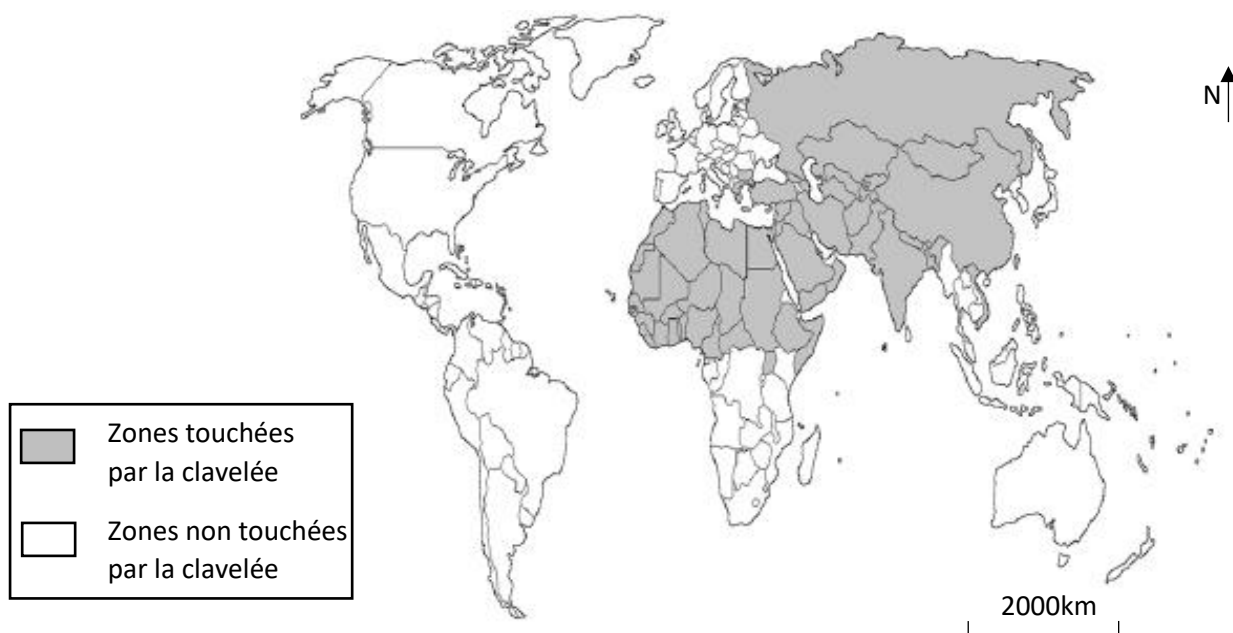 N
Zones touchées
par la clavelée
Zones non touchées
par la clavelée
2000km